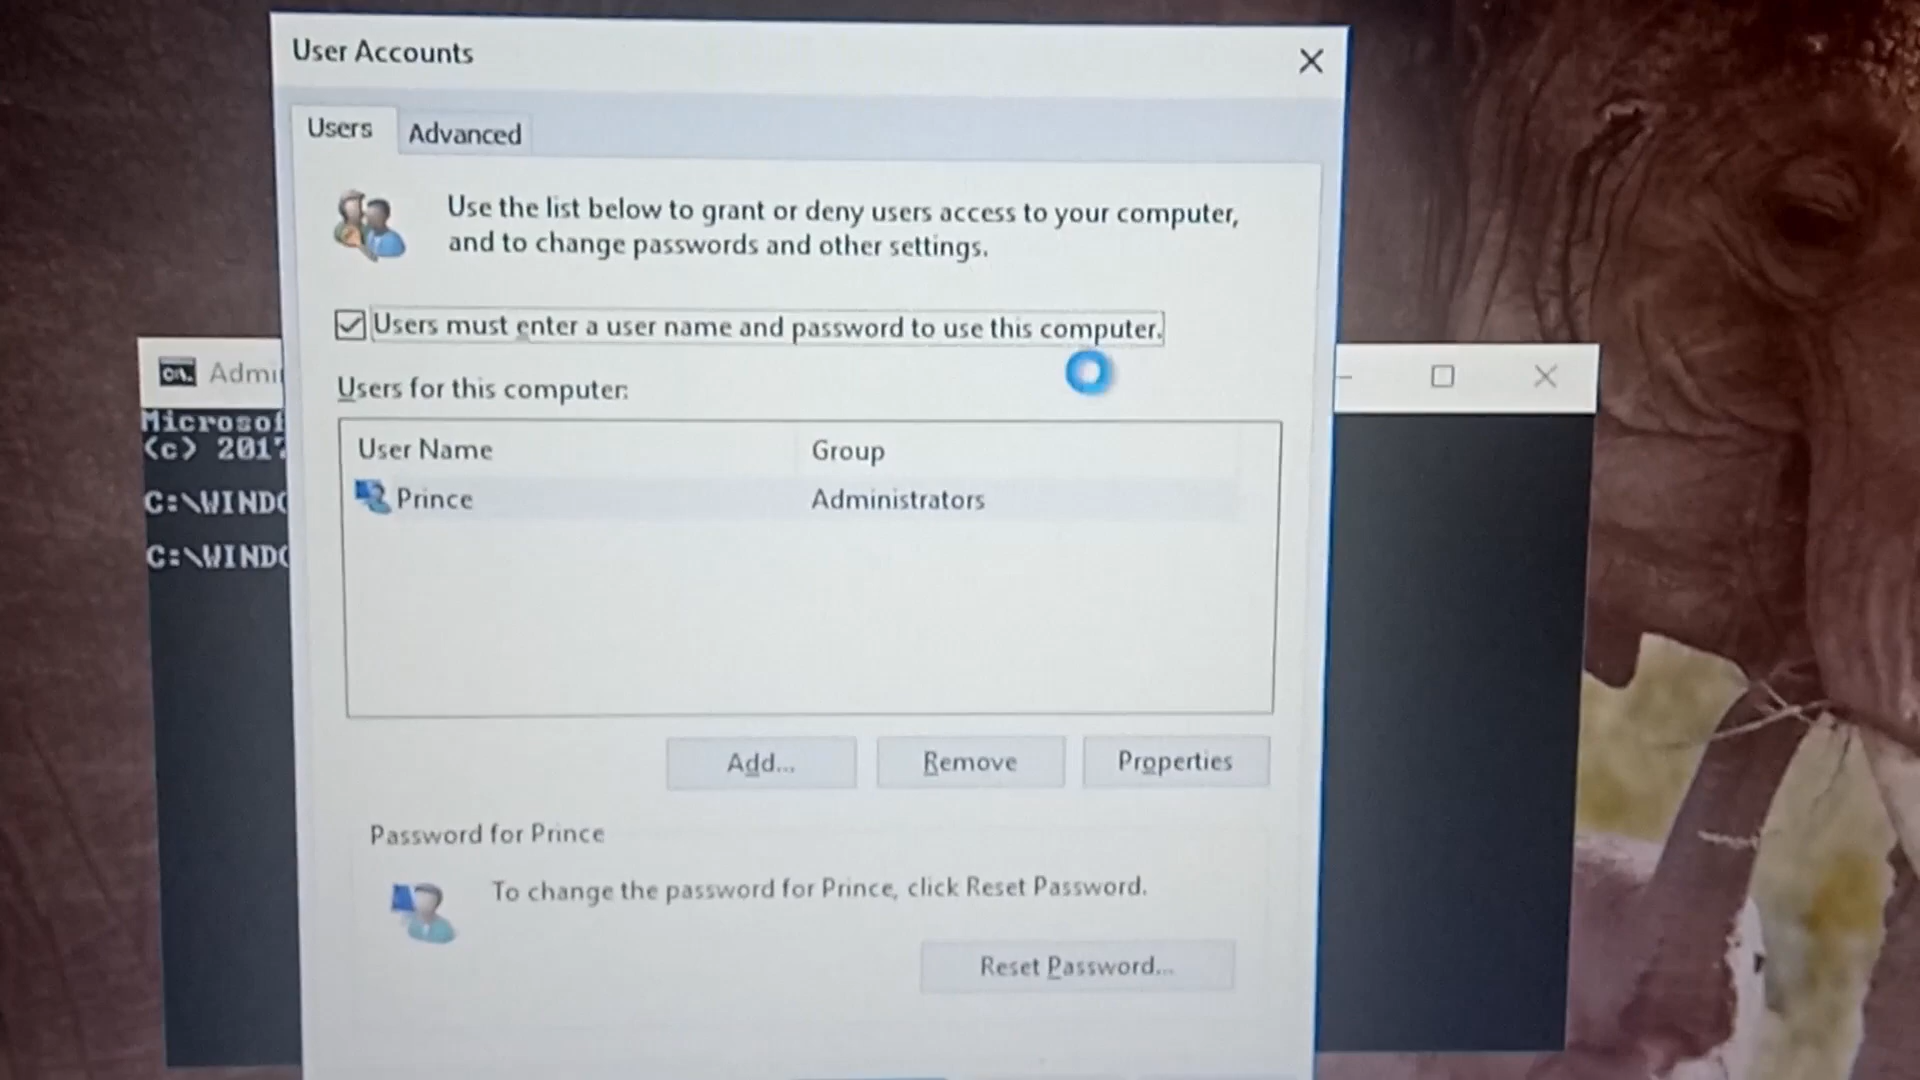 User Accounts
Users
Advanced
Use the list below to grant or deny users access to your computer,
and to change passwords and other settings.
Users must enter a user name and password to use this computer.
Users for this computer:
User Name
Group
Prince
Administrators
Add...
Remove
Properties
Password for Prince
To change the password for Prince, click Reset Password.
Reset Password...
C:\.
Admi
Microsof
(c) 2017
C:\WINDO
C:\WINDO